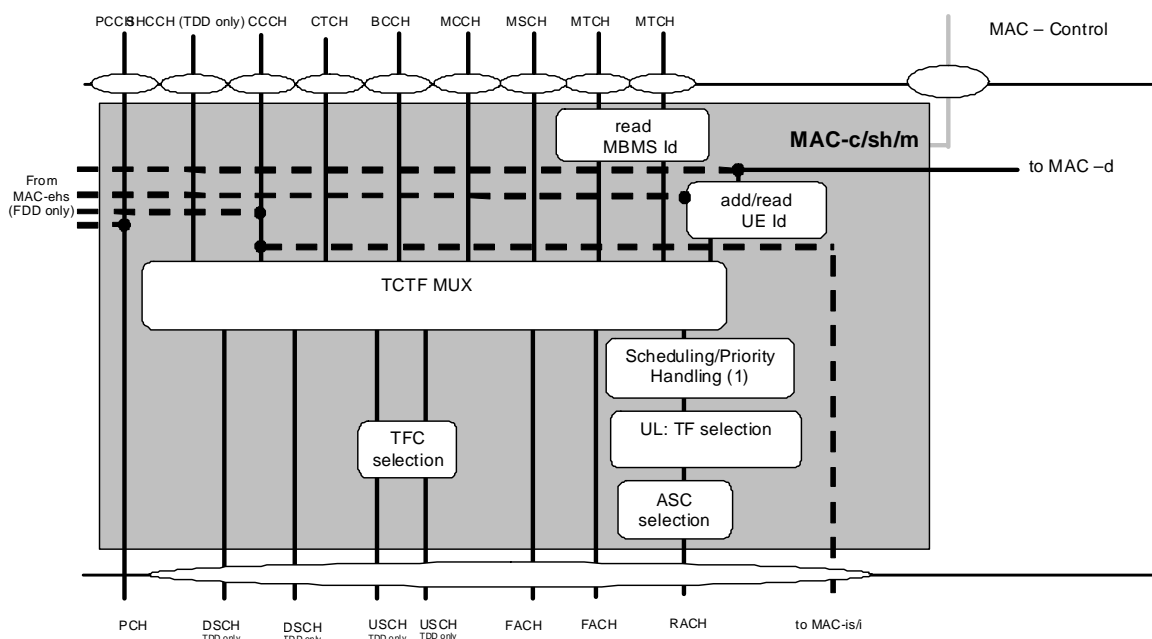 PCCH SHCCH (TDD only) CCCH CTCH BCCH MCCH MSCH MTCH MTCH
MAC – Control
read
MBMS Id
MAC-c/sh/m
to MAC –d
From
MAC-ehs
(FDD only)
add/read
UE Id
TCTF MUX
Scheduling/Priority
Handling (1)
UL: TF selection
TFC
selection
ASC
selection
PCH DSCH DSCH USCH USCH FACH FACH RACH to MAC-is/i
TDD only TDD only TDD only TDD only